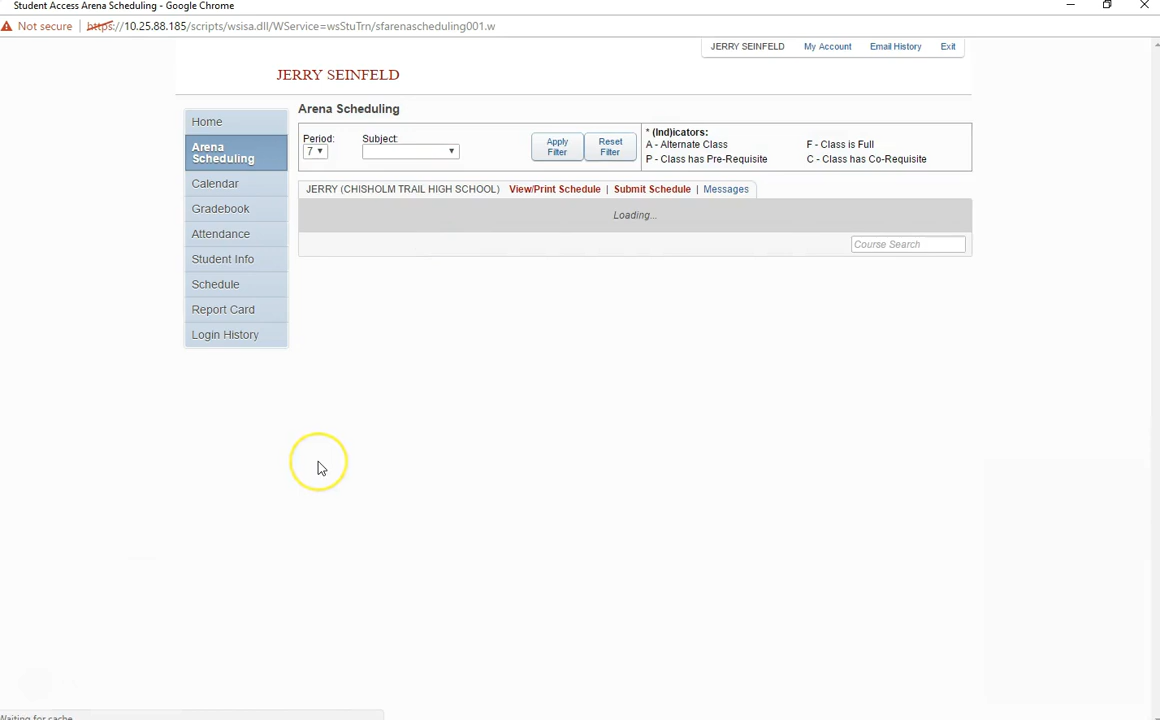 Student Access Arena Scheduling - Google Chrome
Not secure | https://10.25.88.185/scripts/wsisa.dll/WService=wsStuTrn/sfarenascheduling001.w
JERRY SEINFELD My Account Email History Exit
JERRY SEINFELD
Home
Arena Scheduling
Calendar
Gradebook
Attendance
Student Info
Schedule
Report Card
Login History
Arena Scheduling
Period: Subject:
7
Apply Filter
Reset Filter
* (Ind)icators:
A - Alternate Class F - Class is Full
P - Class has Pre-Requisite C - Class has Co-Requisite
JERRY (CHISHOLM TRAIL HIGH SCHOOL) View/Print Schedule | Submit Schedule | Messages
Loading...
Course Search
Waiting for cache